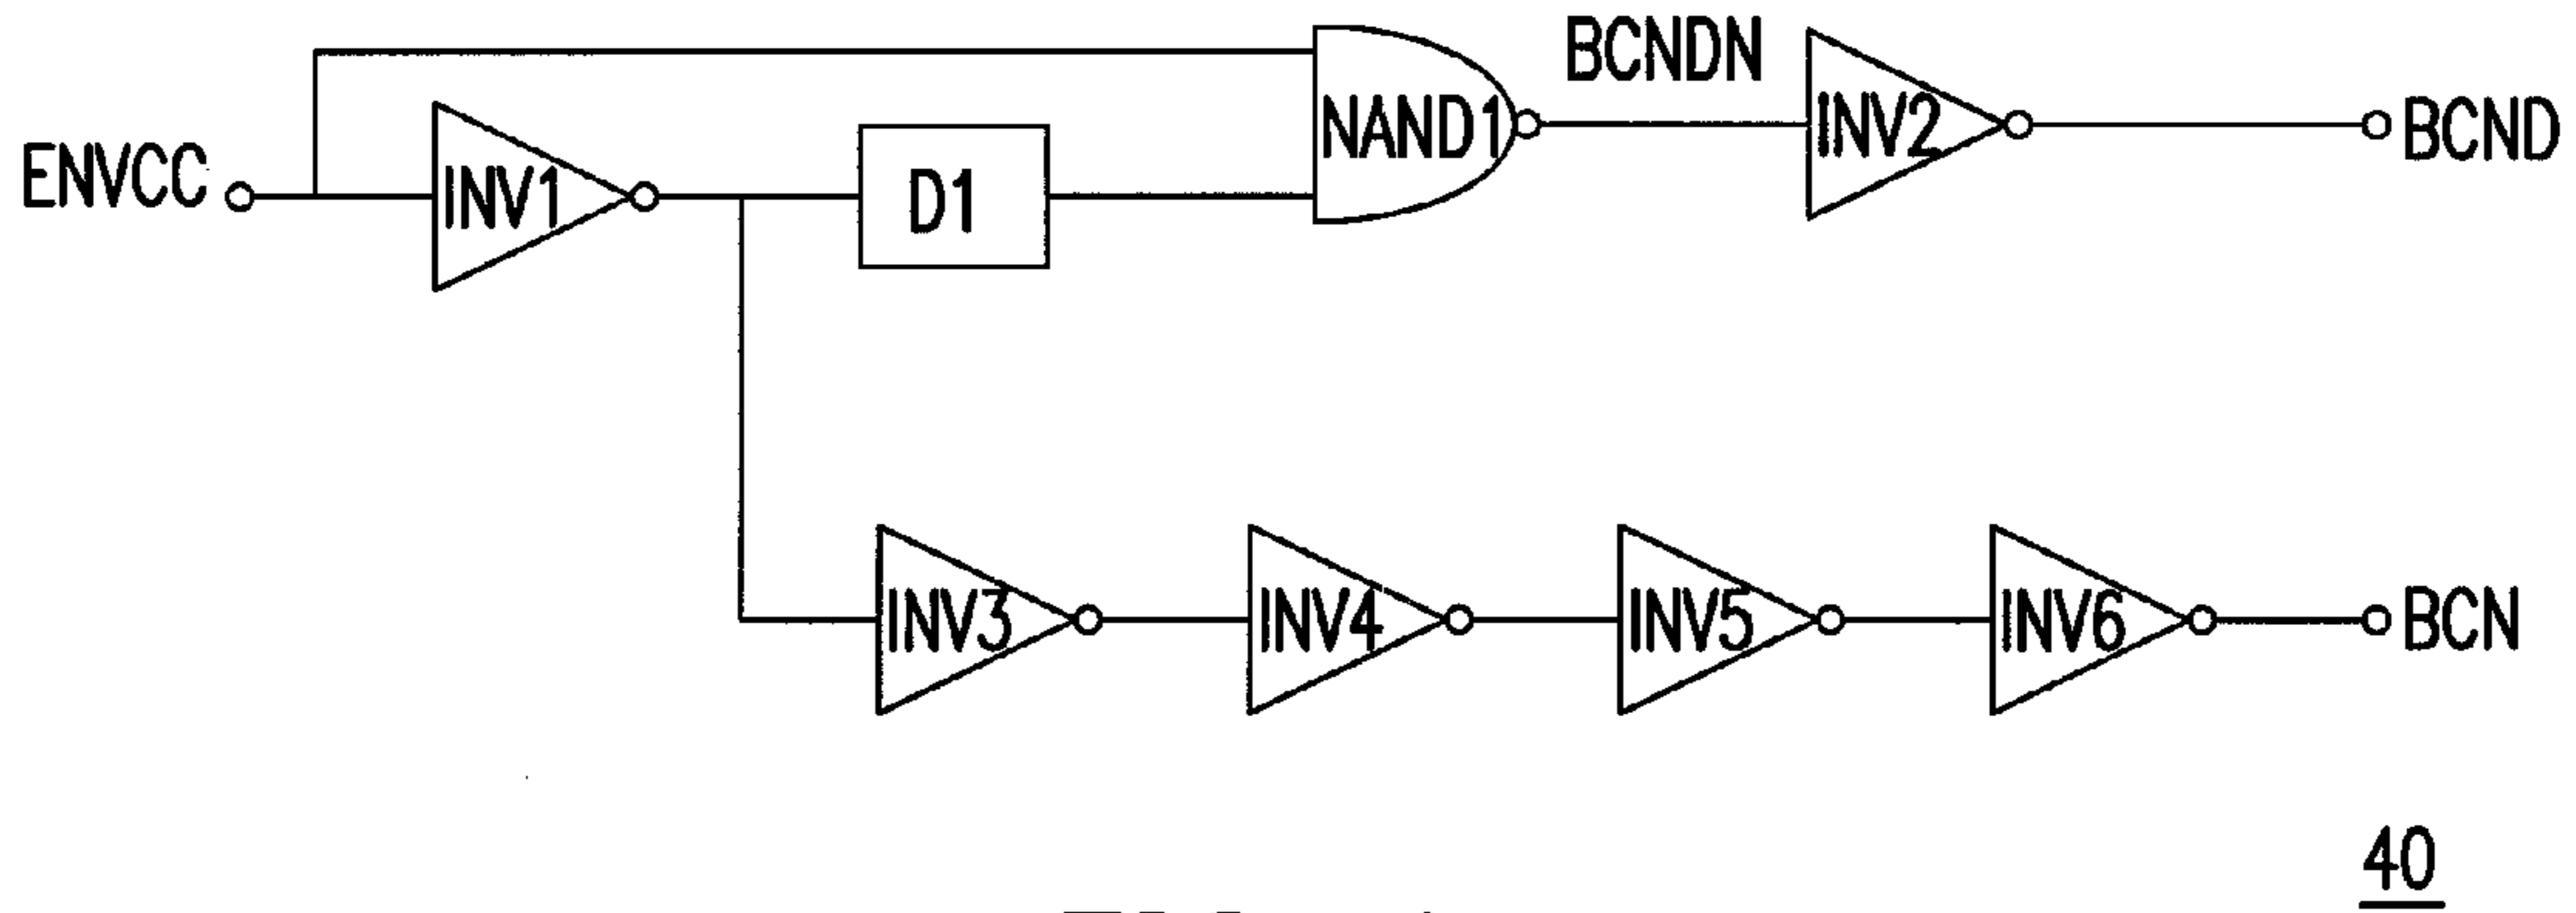 ENVCC
INV1
D1
NAND1
BCNDN
INV2
BCND
INV3
INV4
INV5
INV6
BCN
40